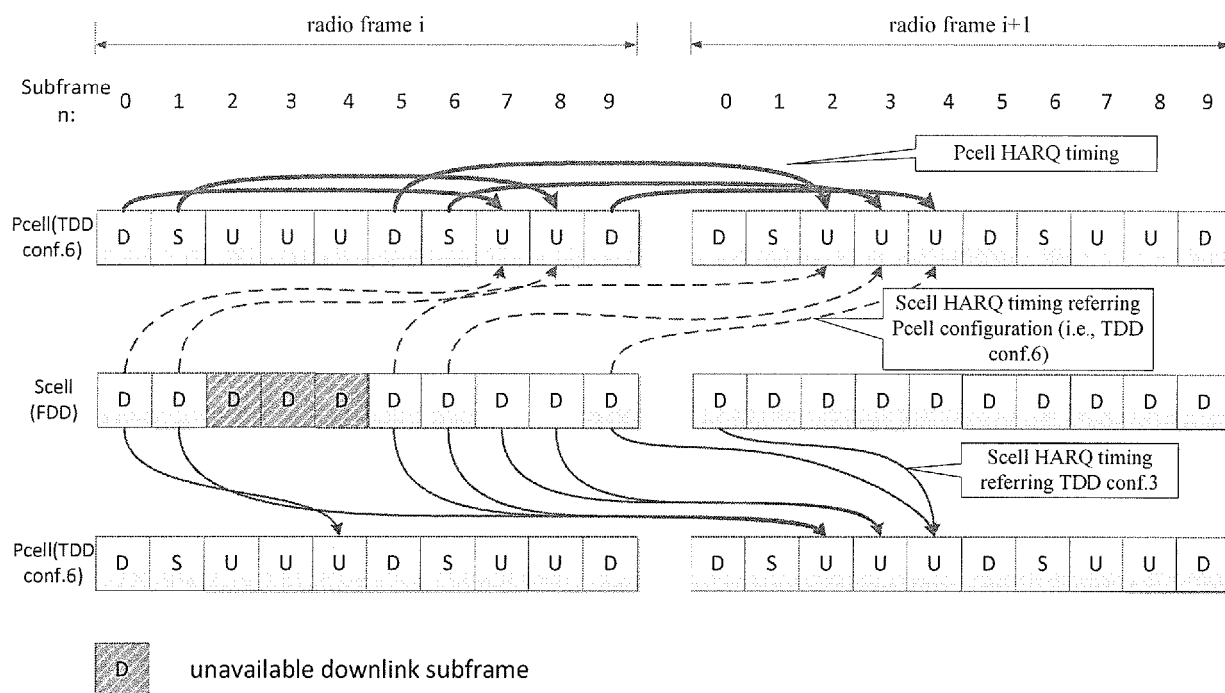 radio frame i radio frame i+1
Subframe
n:
0 1 2 3 4 5 6 7 8 9 0 1 2 3 4 5 6 7 8 9
Pcell HARQ timing
Pcell(TDD
conf.6)
D S U U U D S U U D D S U U U D S U U D
Scell HARQ timing referring
Pcell configuration (i.e., TDD
conf.6)
Scell
(FDD)
D D D D D D D D D D D D D D D D D D D D
Scell HARQ timing
referring TDD conf.3
Pcell(TDD
conf.6)
D S U U U D S U U D D S U U U D S U U D
D unavailable downlink subframe